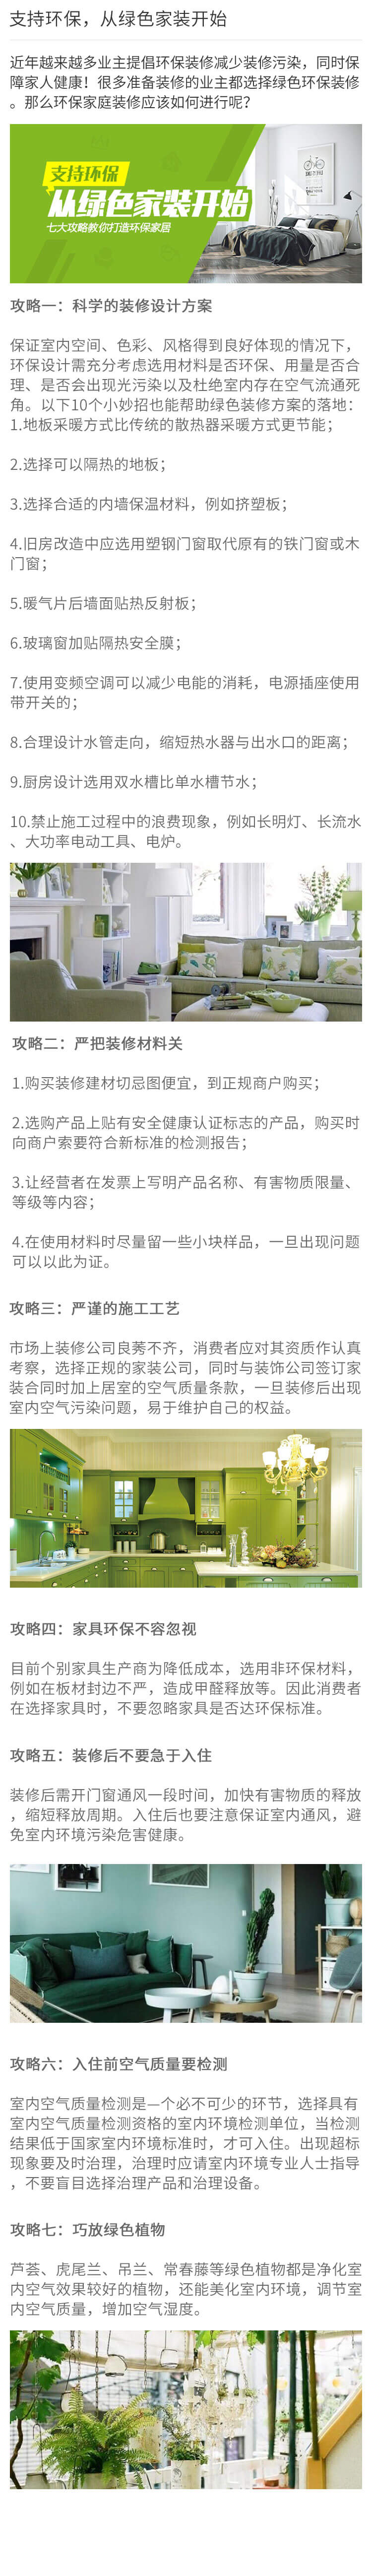 支持环保，从绿色家装开始
近年越来越多业主提倡环保装修减少装修污染，同时保
障家人健康！很多准备装修的业主都选择绿色环保装修
。那么环保家庭装修应该如何进行呢？
支持环保
从绿色家装开始
七大攻略教你打造环保家居
攻略一：科学的装修设计方案
保证室内空间、色彩、风格得到良好体现的情况下，
环保设计需充分考虑选用材料是否环保、用量是否合
理、是否会出现光污染以及杜绝室内存在空气流通死
角。以下10个小妙招也能帮助绿色装修方案的落地：
1.地板采暖方式比传统的散热器采暖方式更节能；
2.选择可以隔热的地板；
3.选择合适的内墙保温材料，例如挤塑板；
4.旧房改造中应选用塑钢门窗取代原有的铁门窗或木
门窗；
5.暖气片后墙面贴热反射板；
6.玻璃窗加贴隔热安全膜；
7.使用变频空调可以减少电能的消耗，电源插座使用
带开关的；
8.合理设计水管走向，缩短热水器与出水口的距离；
9.厨房设计选用双水槽比单水槽节水；
10.禁止施工过程中的浪费现象，例如长明灯、长流水
、大功率电动工具、电炉。
攻略二：严把装修材料关
1.购买装修建材切忌图便宜，到正规商户购买；
2.选购产品上贴有安全健康认证标志的产品，购买时
向商户索要符合新标准的检测报告；
3.让经营者在发票上写明产品名称、有害物质限量、
等级等内容；
4.在使用材料时尽量留一些小块样品，一旦出现问题
可以以此为证。
攻略三：严谨的施工工艺
市场上装修公司良莠不齐，消费者应对其资质作认真
考察，选择正规的家装公司，同时与装饰公司签订家
装合同时加上居室的空气质量条款，一旦装修后出现
室内空气污染问题，易于维护自己的权益。
攻略四：家具环保不容忽视
目前个别家具生产商为降低成本，选用非环保材料，
例如在板材封边不严，造成甲醛释放等。因此消费者
在选择家具时，不要忽略家具是否达环保标准。
攻略五：装修后不要急于入住
装修后需开门窗通风一段时间，加快有害物质的释放
，缩短释放周期。入住后也要注意保证室内通风，避
免室内环境污染危害健康。
攻略六：入住前空气质量要检测
室内空气质量检测是—个必不可少的环节，选择具有
室内空气质量检测资格的室内环境检测单位，当检测
结果低于国家室内环境标准时，才可入住。出现超标
现象要及时治理，治理时应请室内环境专业人士指导
，不要盲目选择治理产品和治理设备。
攻略七：巧放绿色植物
芦荟、虎尾兰、吊兰、常春藤等绿色植物都是净化室
内空气效果较好的植物，还能美化室内环境，调节室
内空气质量，增加空气湿度。